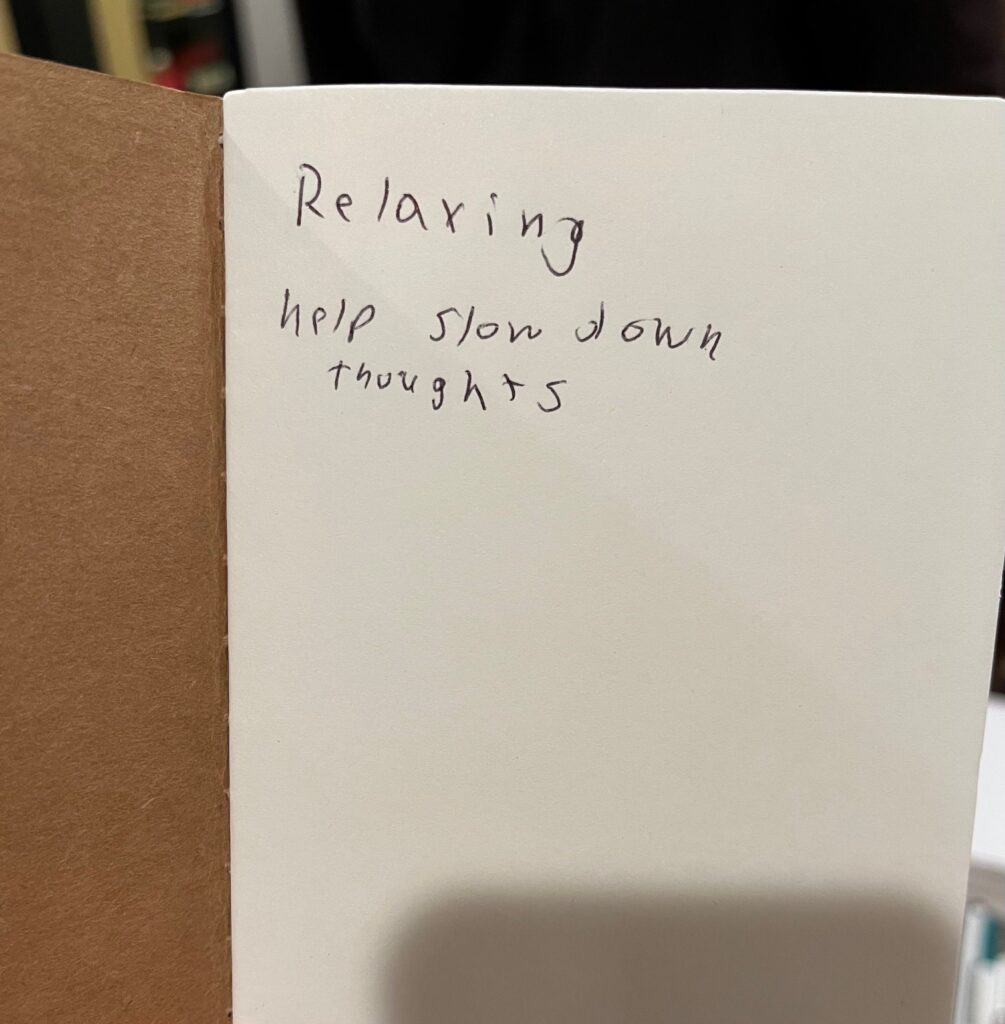 Relaxing
help slow down
thoughts